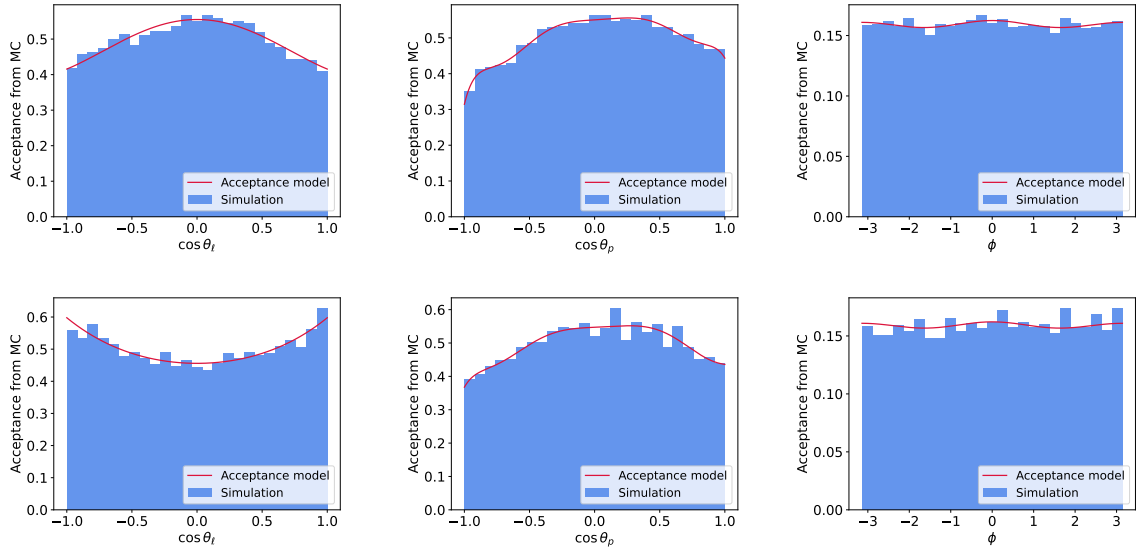 Acceptance from MC
0.5
0.4
0.3
0.2
0.1
0.0
−1.0 −0.5 0.0 0.5 1.0
cos θℓ
Acceptance model
Simulation
Acceptance from MC
0.5
0.4
0.3
0.2
0.1
0.0
−1.0 −0.5 0.0 0.5 1.0
cos θp
Acceptance model
Simulation
Acceptance from MC
0.15
0.10
0.05
0.00
−3 −2 −1 0 1 2 3
ϕ
Acceptance model
Simulation
Acceptance from MC
0.6
0.5
0.4
0.3
0.2
0.1
0.0
−1.0 −0.5 0.0 0.5 1.0
cos θℓ
Acceptance model
Simulation
Acceptance from MC
0.6
0.5
0.4
0.3
0.2
0.1
0.0
−1.0 −0.5 0.0 0.5 1.0
cos θp
Acceptance model
Simulation
Acceptance from MC
0.15
0.10
0.05
0.00
−3 −2 −1 0 1 2 3
ϕ
Acceptance model
Simulation